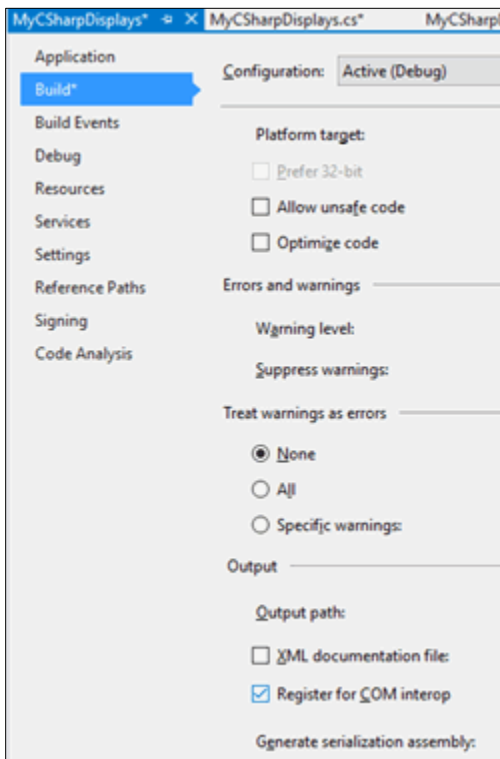 MyCSharpDisplays* MyCSharpDisplays.cs* MyCSharp
Application
Build*
Build Events
Debug
Resources
Services
Settings
Reference Paths
Signing
Code Analysis
Configuration: Active (Debug)
Platform target:
Prefer 32-bit
Allow unsafe code
Optimize code
Errors and warnings
Warning level:
Suppress warnings:
Treat warnings as errors
None
All
Specific warnings:
Output
Output path:
XML documentation file:
Register for COM interop
Generate serialization assembly: